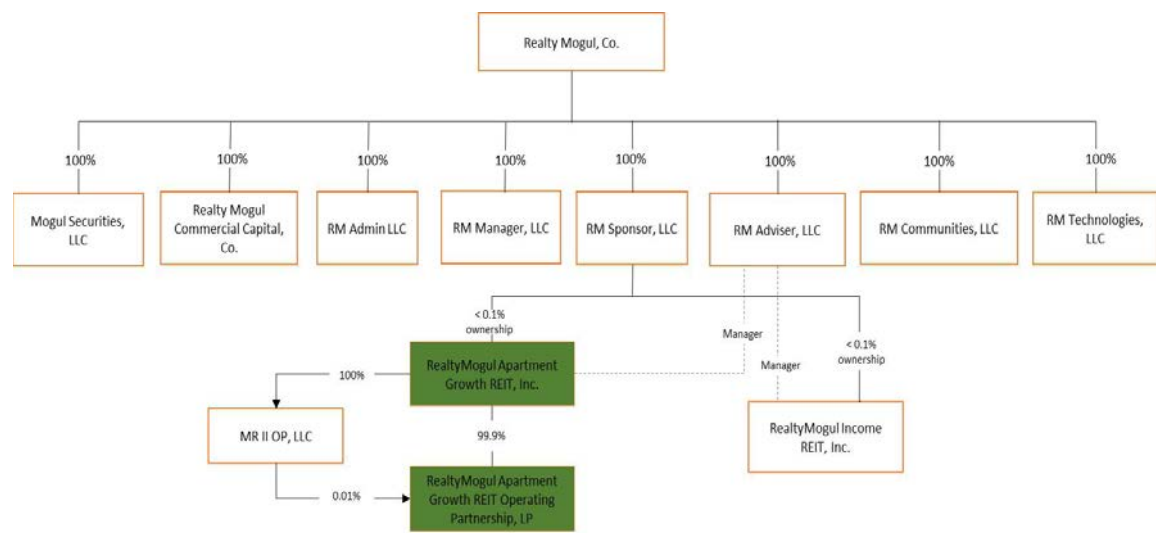 Realty Mogul, Co.
100%
100%
100%
100%
100%
100%
100%
100%
Mogul Securities,
LLC
Realty Mogul
Commercial Capital,
Co.
RM Admin LLC
RM Manager, LLC
RM Sponsor, LLC
RM Adviser, LLC
RM Communities, LLC
RM Technologies,
LLC
< 0.1%
ownership
Manager
Manager
< 0.1%
ownership
RealtyMogul Apartment
Growth REIT, Inc.
100%
MR II OP, LLC
99.9%
RealtyMogul Income
REIT, Inc.
0.01%
RealtyMogul Apartment
Growth REIT Operating
Partnership, LP